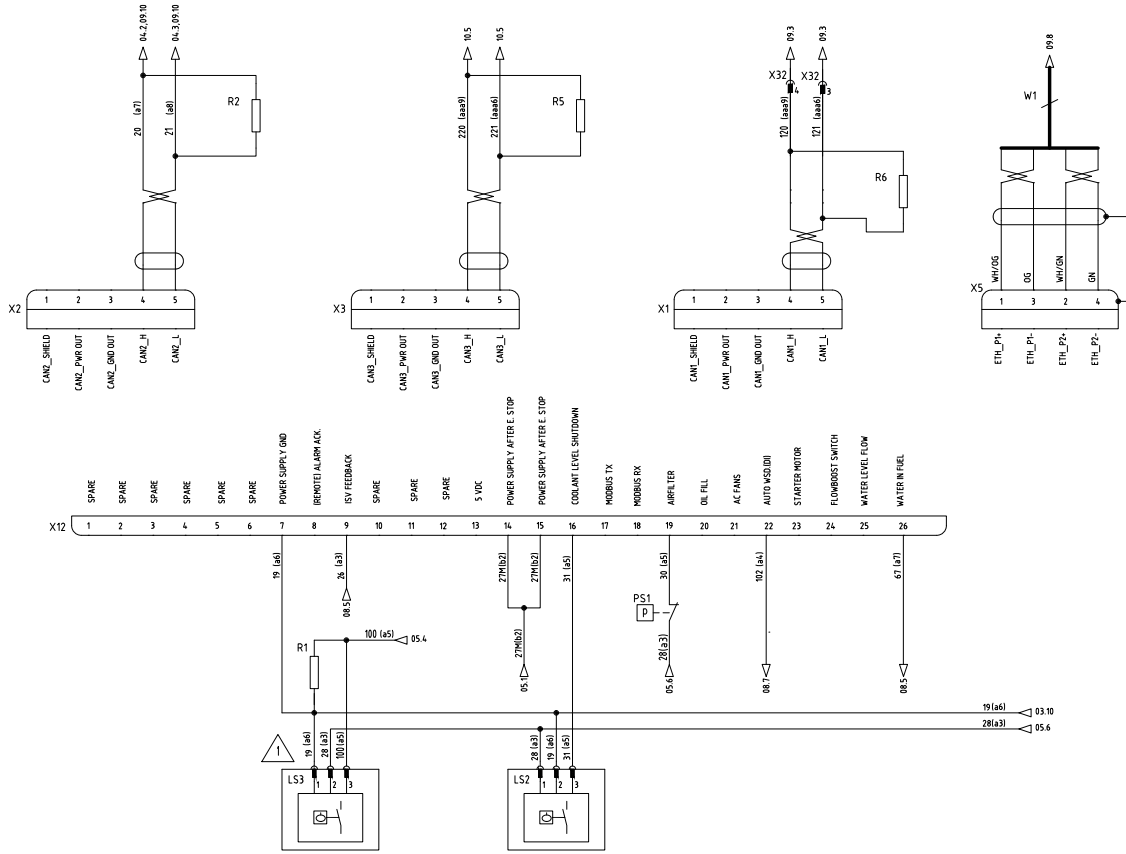 04.2,09.10
04.3,09.10
20 (a7)
21 (a8)
R2
X2
1 2 3 4 5
CAN2_SHIELD
CAN2_PWR OUT
CAN2_GND OUT
CAN2_H
CAN2_L
10.5
10.5
220 (aaa9)
221 (aaa6)
R5
X3
1 2 3 4 5
CAN3_SHIELD
CAN3_PWR OUT
CAN3_GND OUT
CAN3_H
CAN3_L
09.3
09.3
X32
X32
4
3
120 (aaa9)
121 (aaa6)
R6
X1
1 2 3 4 5
CAN1_SHIELD
CAN1_PWR OUT
CAN1_GND OUT
CAN1_H
CAN1_L
09.8
W1
WH/OG
OG
WH/GN
GN
X5
1 3 2 4
ETH_P1+
ETH_P1-
ETH_P2+
ETH_P2-
SPARE
SPARE
SPARE
SPARE
SPARE
SPARE
POWER SUPPLY GND
(REMOTE) ALARM ACK.
ISV FEEDBACK
SPARE
SPARE
SPARE
5 VDC
POWER SUPPLY AFTER E. STOP
POWER SUPPLY AFTER E. STOP
COOLANT LEVEL SHUTDOWN
MODBUS TX
MODBUS RX
AIRFILTER
OIL FILL
AC FANS
AUTO WSD.(DI)
STARTER MOTOR
FLOWBOOST SWITCH
WATER LEVEL FLOW
WATER IN FUEL
X12
1 2 3 4 5 6 7 8 9 10 11 12 13 14 15 16 17 18 19 20 21 22 23 24 25 26
19 (a6)
26 (a3)
27M(b2)
27M(b2)
31 (a5)
30 (a5)
102 (a4)
67 (a7)
08.5
PS1
P
R1
100 (a5)
05.4
27M(b2)
05.1
28(a3)
05.6
08.7
08.5
19 (a6)
03.10
28(a3)
05.6
1
19 (a6)
28 (a3)
100(a5)
LS3
1 2 3
28 (a3)
19 (a6)
31 (a5)
LS2
1 2 3